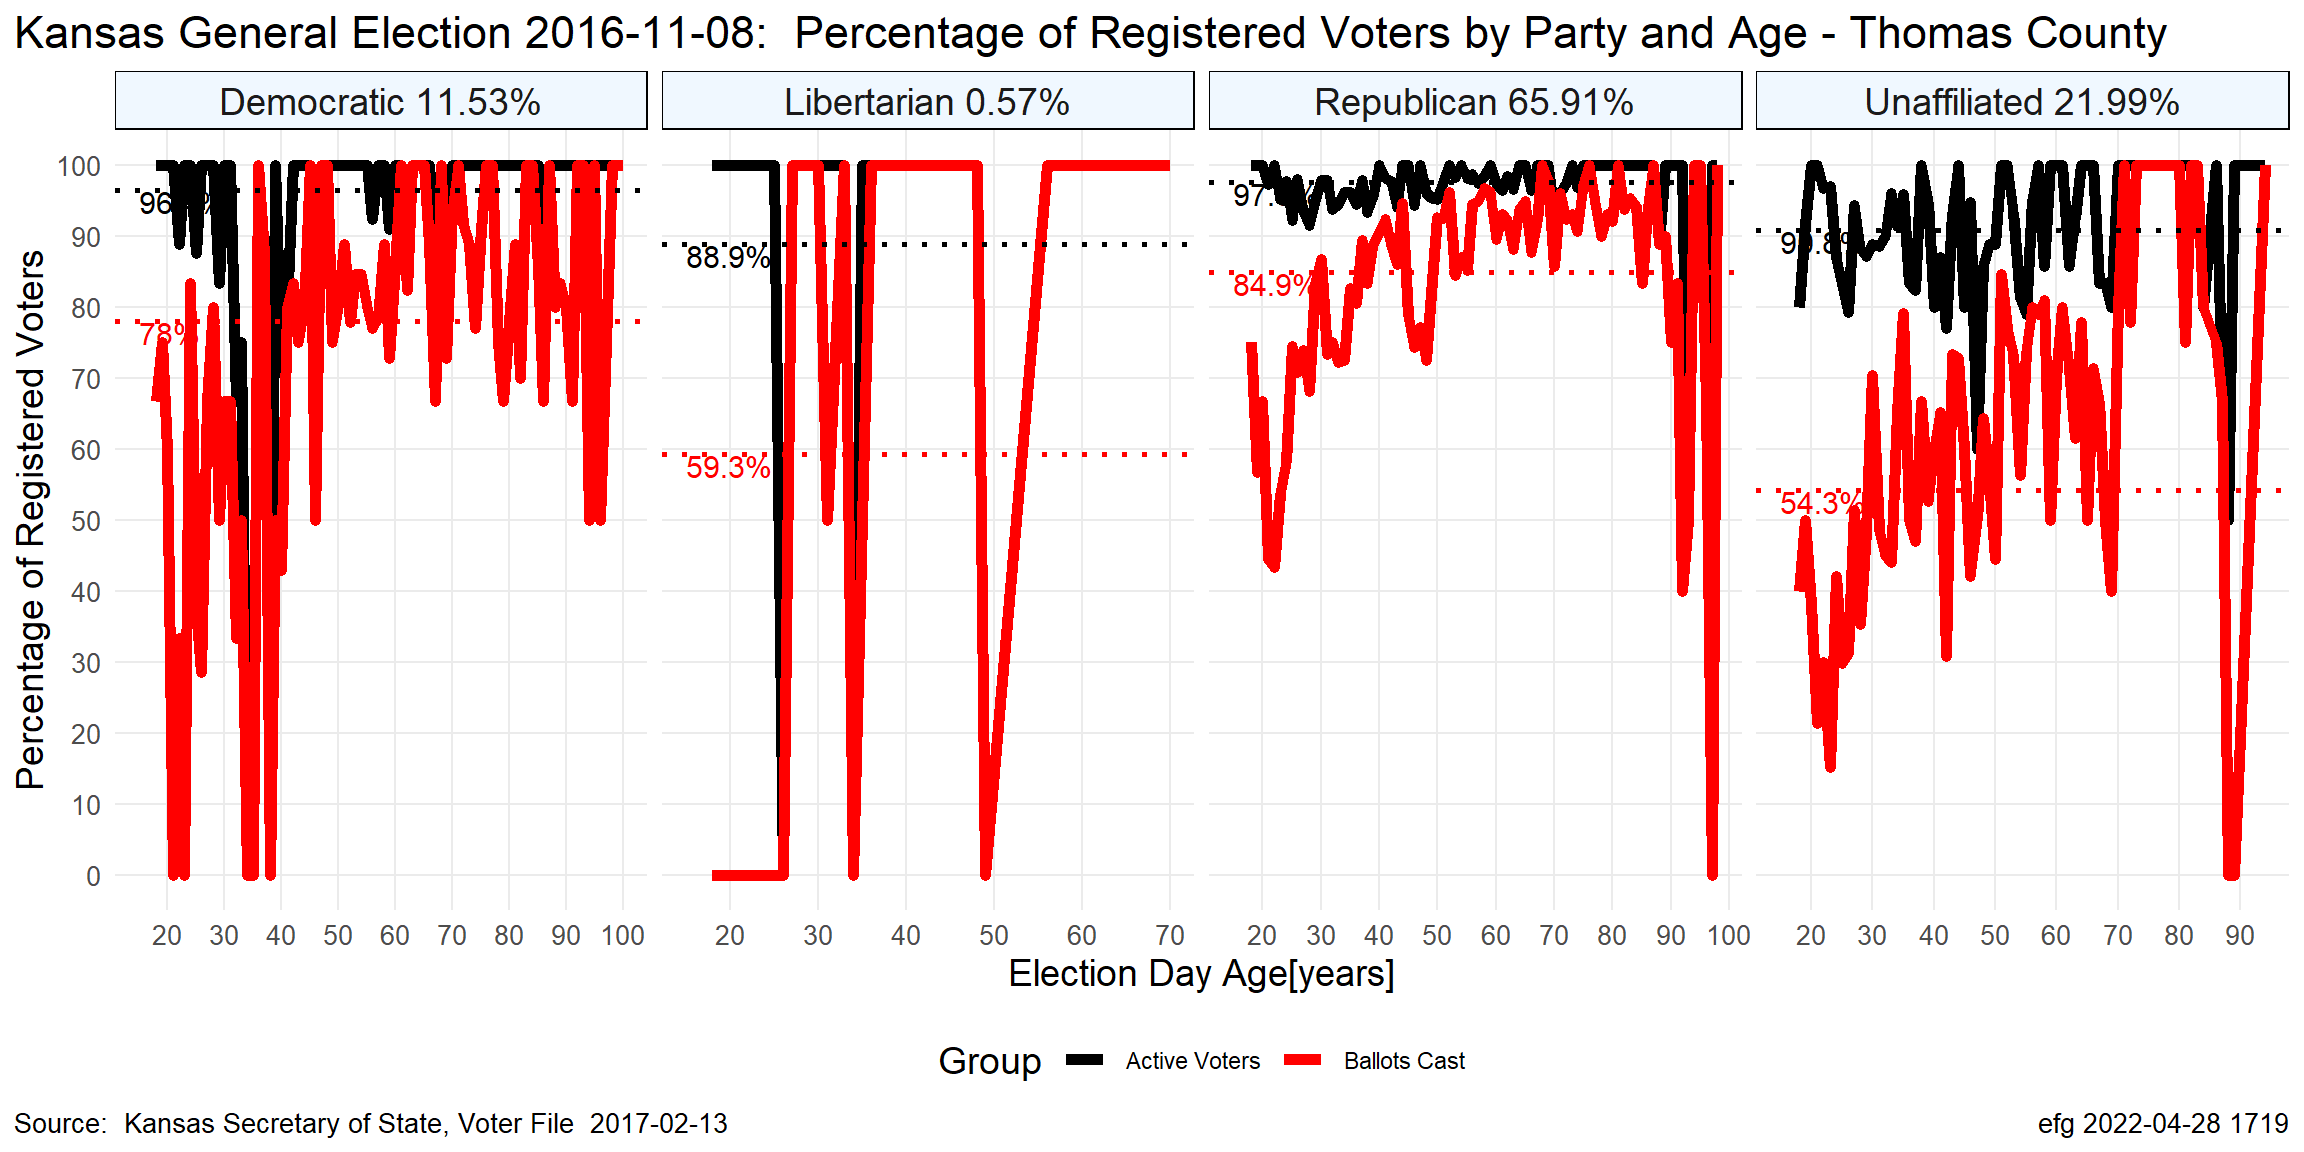 Kansas General Election 2016-11-08:  Percentage of Registered Voters by Party and Age - Thomas County
Democratic 11.53%
Libertarian 0.57%
Republican 65.91%
Unaffiliated 21.99%
Percentage of Registered Voters
100
90
80
70
60
50
40
30
20
10
0
78%
88.9%
59.3%
84.9%
90.8%
54.3%
20 30 40 50 60 70 80 90 100
20 30 40 50 60 70
20 30 40 50 60 70 80 90 100
20 30 40 50 60 70 80 90
Election Day Age[years]
Group Active Voters Ballots Cast
Source:  Kansas Secretary of State, Voter File  2017-02-13
efg 2022-04-28 1719